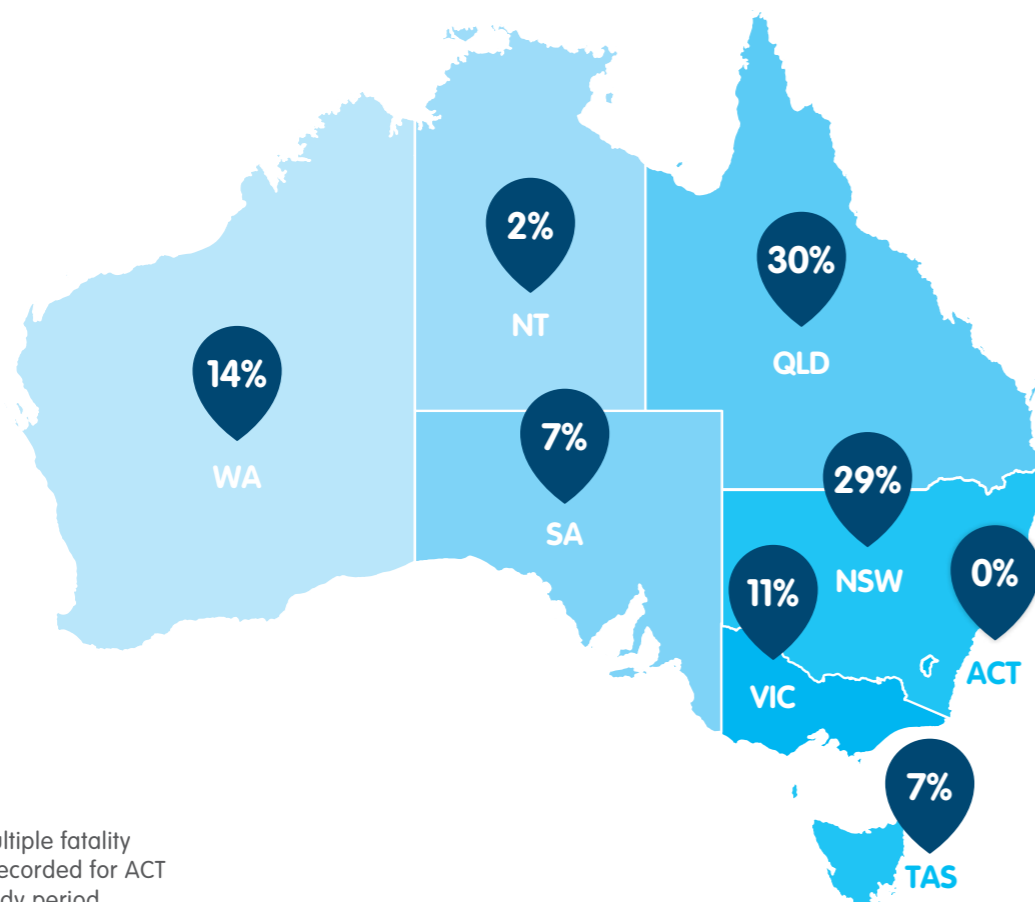 2%
NT
30%
QLD
14%
WA
7%
SA
29%
NSW
0%
ACT
11%
VIC
7%
TAS
fatality
ecorded for ACT
period